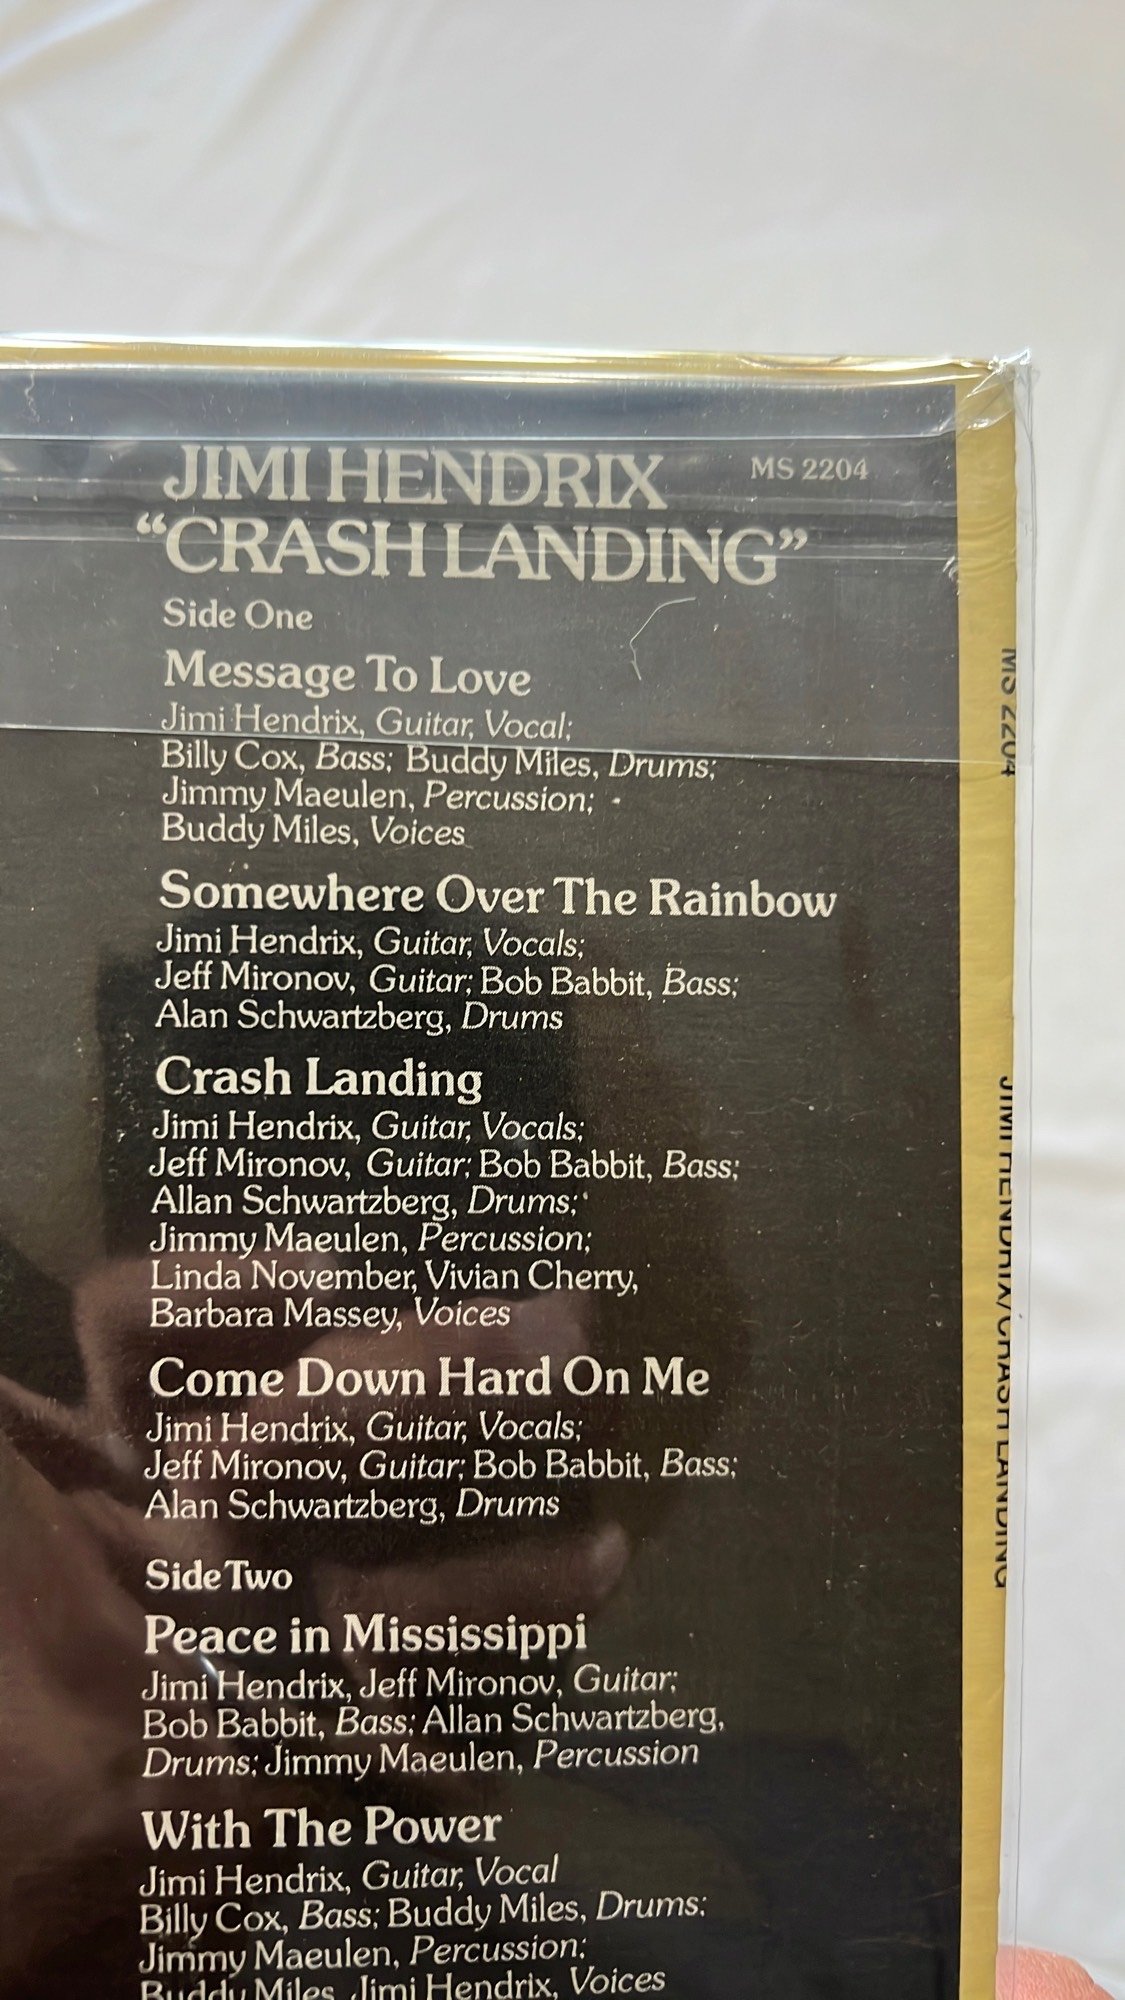 JIMI HENDRIX MS 2204
“CRASH LANDING”
Side One
Message To Love
Jimi Hendrix, Guitar, Vocal;
Billy Cox, Bass; Buddy Miles, Drums;
Jimmy Maeulen, Percussion;
Buddy Miles, Voices
Somewhere Over The Rainbow
Jimi Hendrix, Guitar, Vocals;
Jeff Mironov, Guitar; Bob Babbit, Bass;
Alan Schwartzberg, Drums
Crash Landing
Jimi Hendrix, Guitar, Vocals;
Jeff Mironov, Guitar; Bob Babbit, Bass;
Allan Schwartzberg, Drums;
Jimmy Maeulen, Percussion;
Linda November, Vivian Cherry,
Barbara Massey, Voices
Come Down Hard On Me
Jimi Hendrix, Guitar, Vocals;
Jeff Mironov, Guitar; Bob Babbit, Bass;
Alan Schwartzberg, Drums
Side Two
Peace in Mississippi
Jimi Hendrix, Jeff Mironov, Guitar;
Bob Babbit, Bass; Allan Schwartzberg,
Drums; Jimmy Maeulen, Percussion
With The Power
Jimi Hendrix, Guitar, Vocal
Billy Cox, Bass; Buddy Miles, Drums;
Jimmy Maeulen, Percussion;
Buddy Miles, Jimi Hendrix, Voices
MS 2204
JIMI HENDRIX/CRASH LANDING